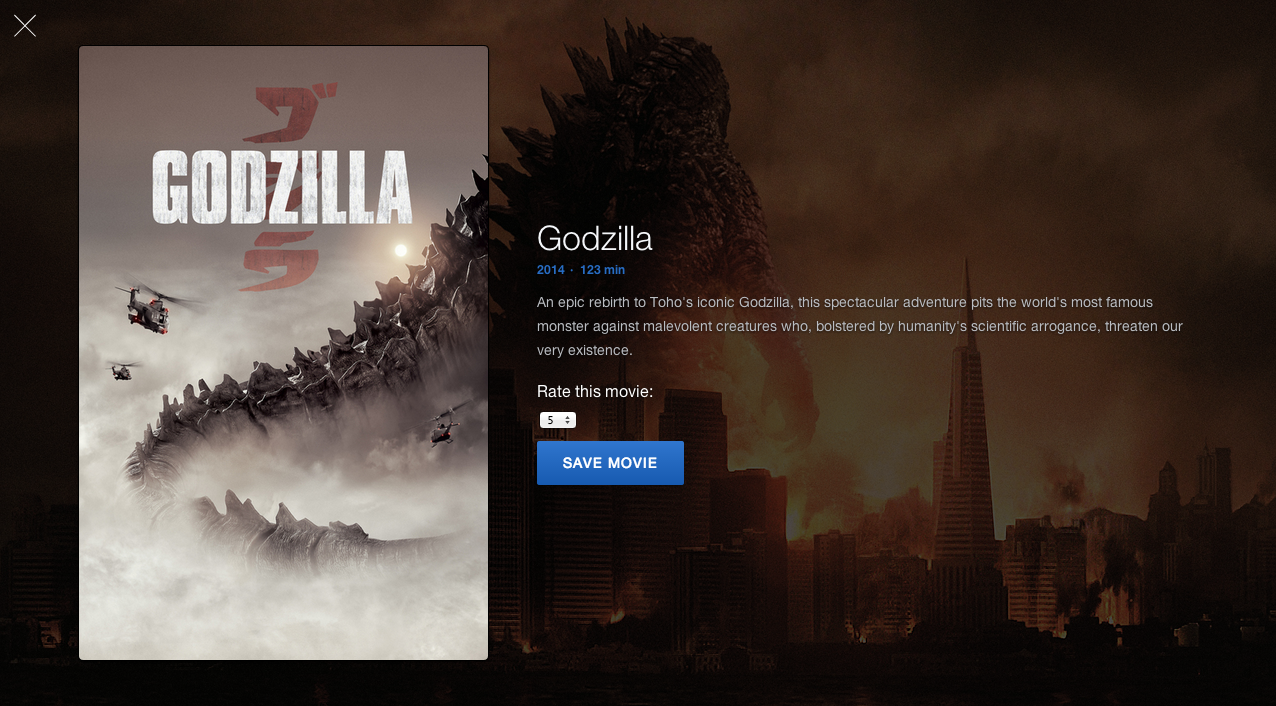 ゴジラ
GODZILLA
Godzilla
2014 · 123 min
An epic rebirth to Toho's iconic Godzilla, this spectacular adventure pits the world's most famous
monster against malevolent creatures who, bolstered by humanity's scientific arrogance, threaten our
very existence.
Rate this movie:
5
SAVE MOVIE